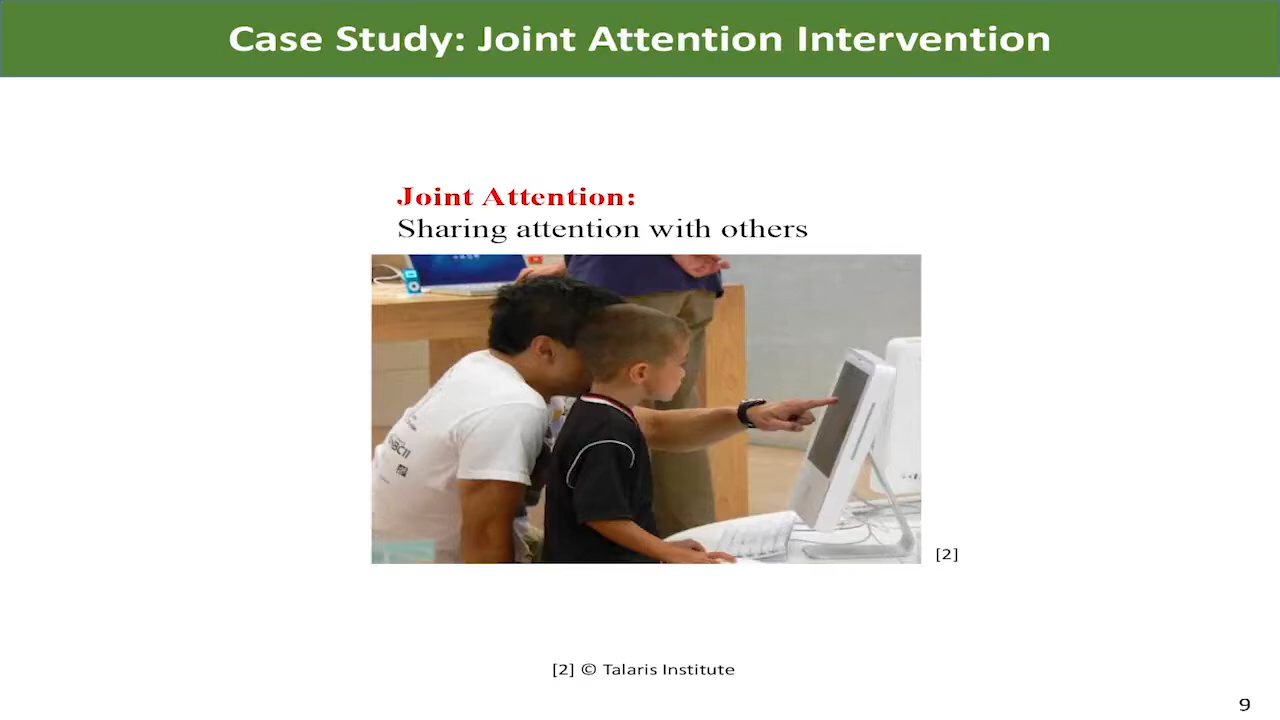 Case Study: Joint Attention Intervention
Joint Attention:
Sharing attention with others
[2]
[2] © Talaris Institute
9